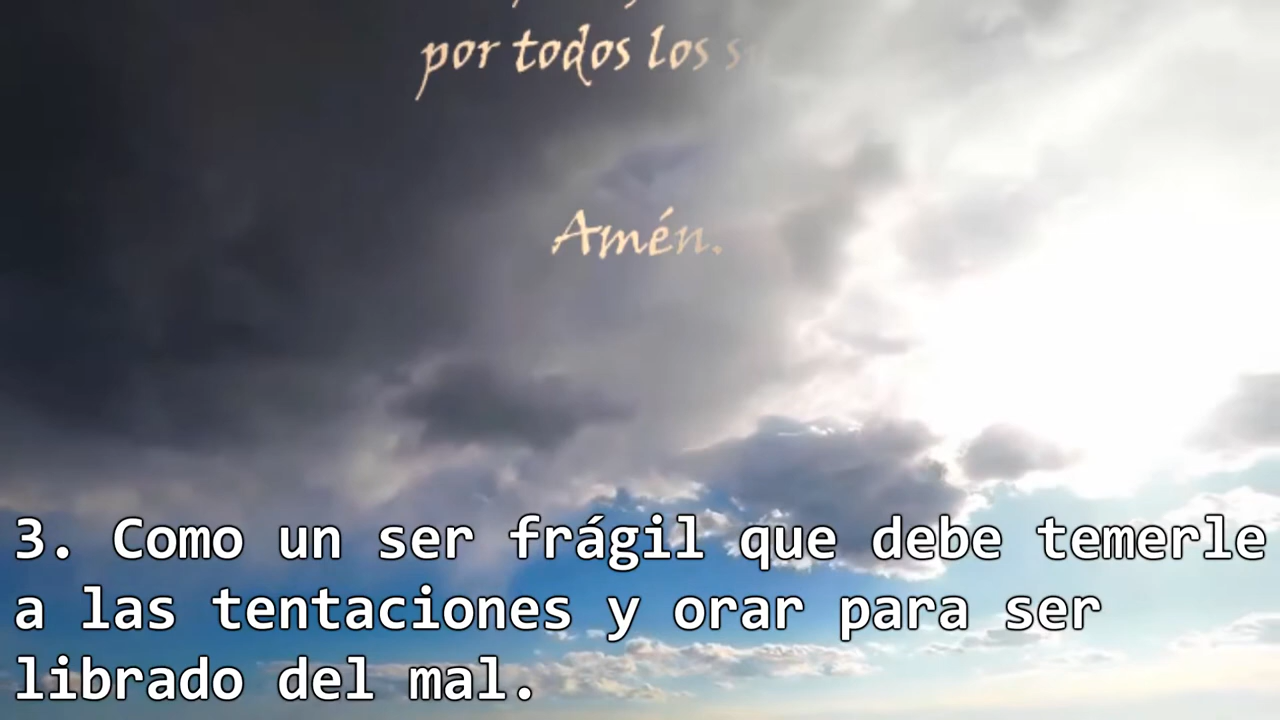 por todos los
Amén.
3. Como un ser frágil que debe temerle
a las tentaciones y orar para ser
librado del mal.